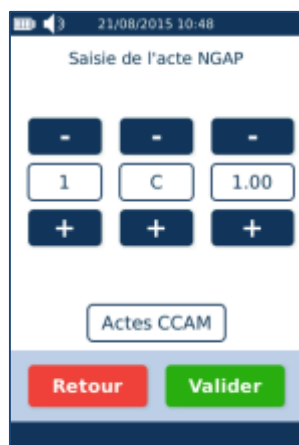 21/08/2015 10:48
Saisie de l'acte NGAP
- - -
1 C 1.00
+ + +
Actes CCAM
Retour Valider